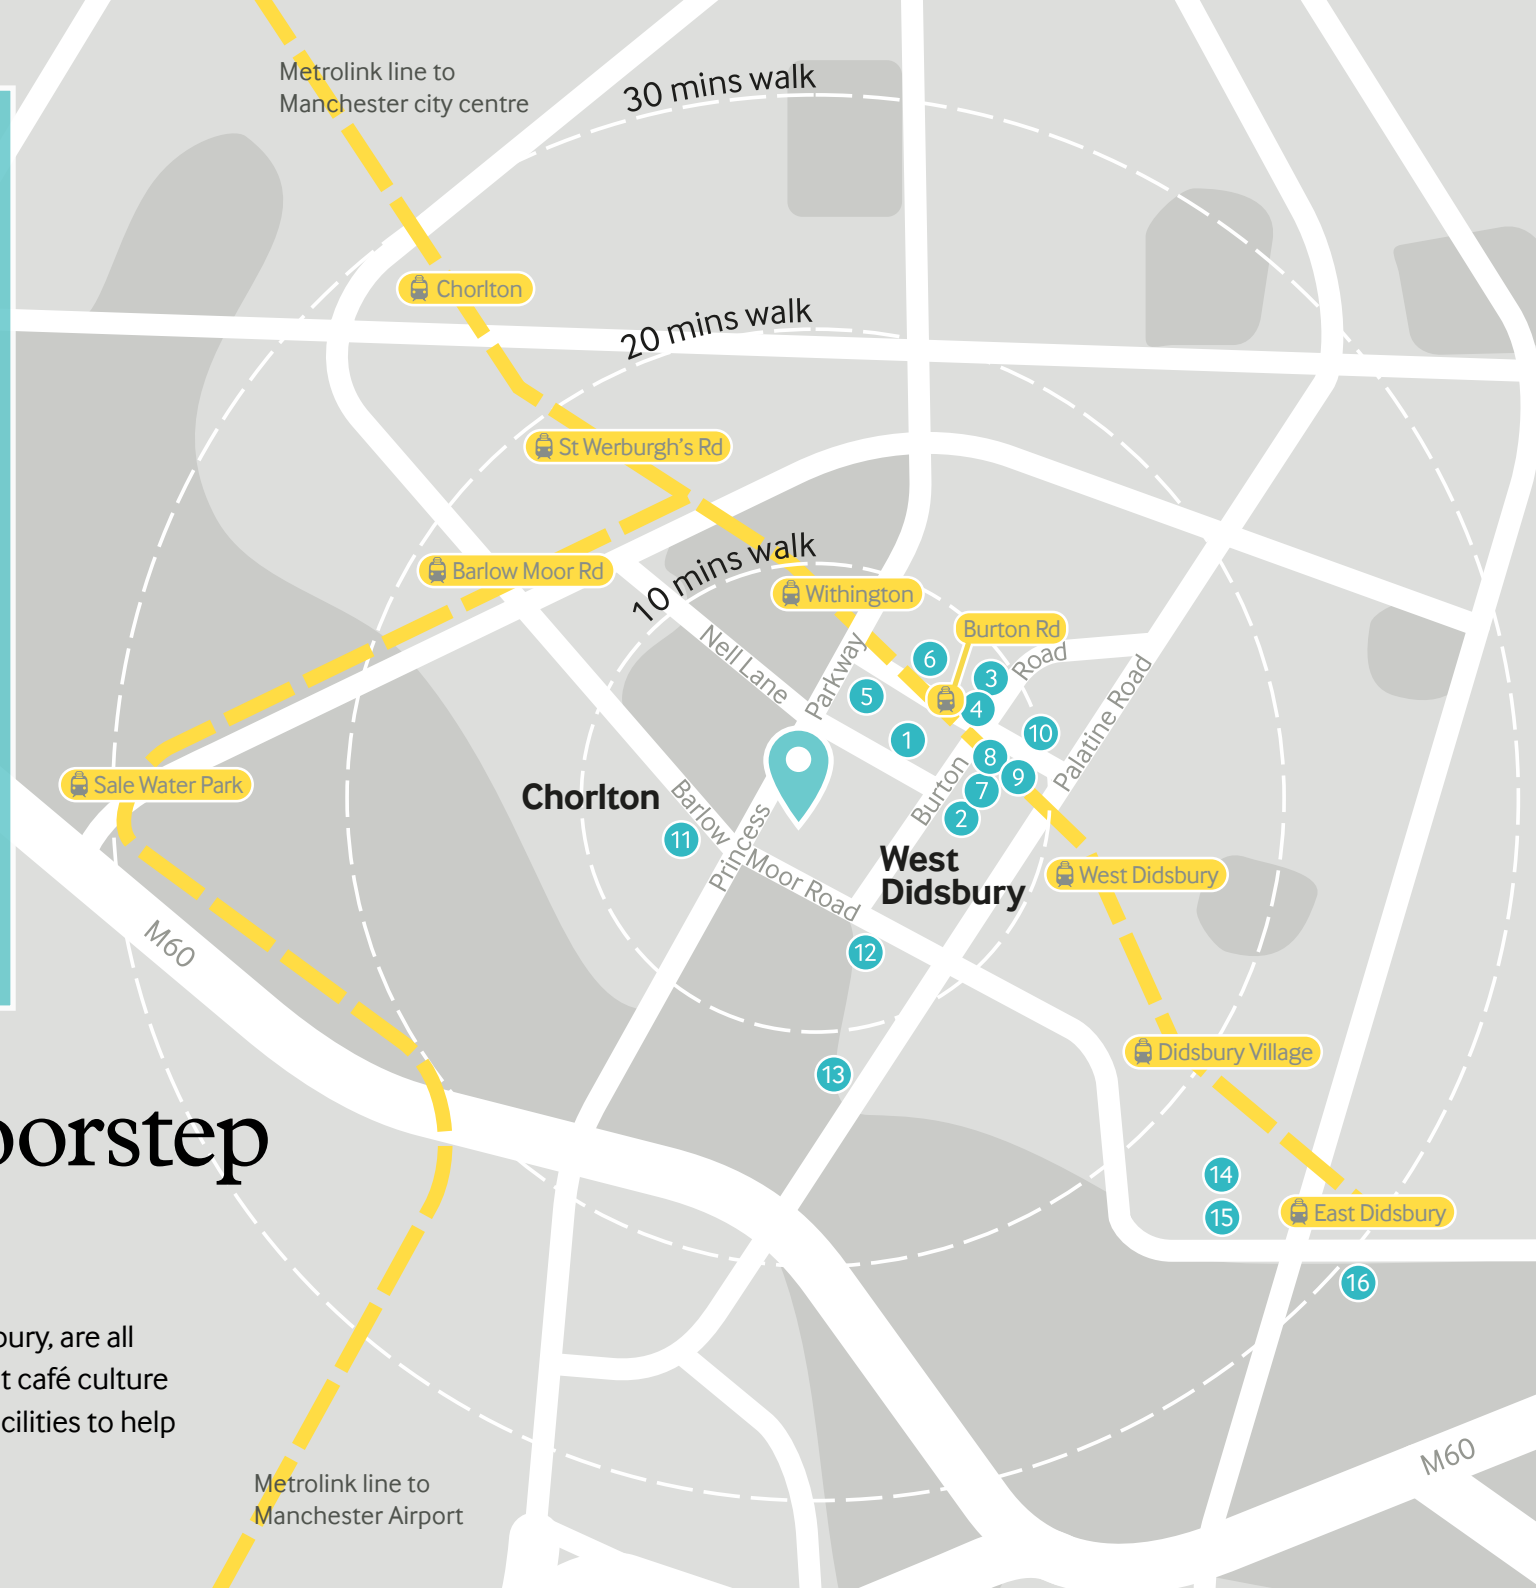 Metrolink line to
Manchester city centre
30 mins walk
Chorlton
20 mins walk
St Werburgh's Rd
10 mins walk
Barlow Moor Rd
Withington
Burton Rd
Nell Lane
Parkway
Road
6
3
5
4
Palatine Road
1
10
8
9
Sale Water Park
Chorlton
Barlow
Burton
7
2
11
Princess
Moor Road
West
Didsbury
West Didsbury
M60
12
Didsbury Village
13
oorstep
14
15
East Didsbury
16
bury, are all
t café culture
cilities to help
M60
Metrolink line to
Manchester Airport